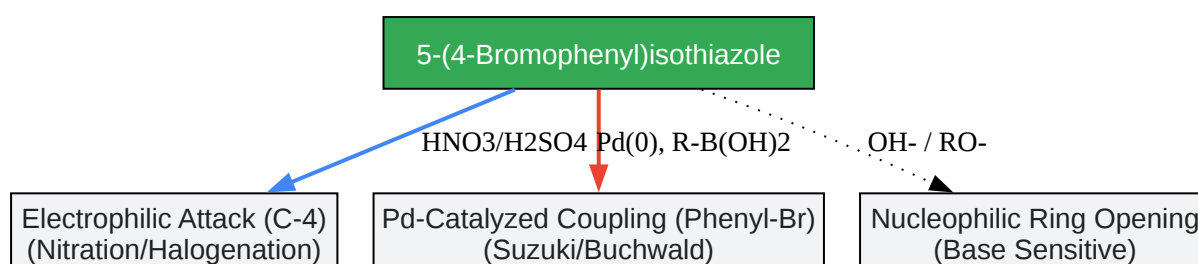 5-(4-Bromophenyl)isothiazole
HNO3/H2SO4
Pd(0), R-B(OH)2
OH- / RO-
Electrophilic Attack (C-4)
(Nitration/Halogenation)
Pd-Catalyzed Coupling (Phenyl-Br)
(Suzuki/Buchwald)
Nucleophilic Ring Opening
(Base Sensitive)